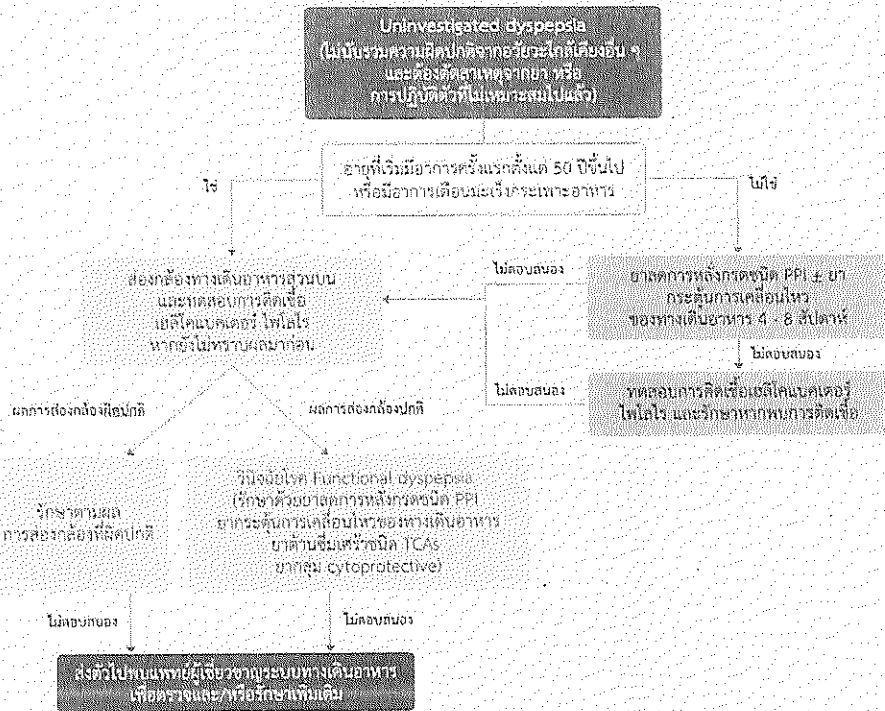 Uninvestigated dyspepsia
(ไม่นับรวมความผิดปกติจากอวัยวะใกล้เคียงอื่น ๆ
และต้องตัดสาเหตุจากยา หรือ
การปฏิบัติตัวที่ไม่เหมาะสมไปแล้ว)
อายุที่เริ่มมีอาการครั้งแรกตั้งแต่ 50 ปีขึ้นไป
หรือมีอาการเตือนมะเร็งกระเพาะอาหาร
ใช่
ไม่ใช่
ส่องกล้องทางเดินอาหารส่วนบน
และทดสอบการติดเชื้อ
เฮลิโคแบคเตอร์ ไพโลไร
หากยังไม่ทราบผลมาก่อน
ไม่ตอบสนอง
ยาลดการหลั่งกรดชนิด PPI ± ยา
กระตุ้นการเคลื่อนไหว
ของทางเดินอาหาร 4 - 8 สัปดาห์
ไม่ตอบสนอง
ไม่ตอบสนอง
ทดสอบการติดเชื้อเฮลิโคแบคเตอร์
ไพโลไร และรักษาหากพบการติดเชื้อ
ผลการส่องกล้องผิดปกติ
ผลการส่องกล้องปกติ
รักษาตามผล
การส่องกล้องที่ผิดปกติ
วินิจฉัยโรค Functional dyspepsia
(รักษาด้วยยาลดการหลั่งกรดชนิด PPI
ยากระตุ้นการเคลื่อนไหวของทางเดินอาหาร
ยาต้านซึมเศร้าชนิด TCAs
ยากลุ่ม cytoprotective)
ไม่ตอบสนอง
ไม่ตอบสนอง
ส่งตัวไปพบแพทย์ผู้เชี่ยวชาญระบบทางเดินอาหาร
เพื่อตรวจและ/หรือรักษาเพิ่มเติม